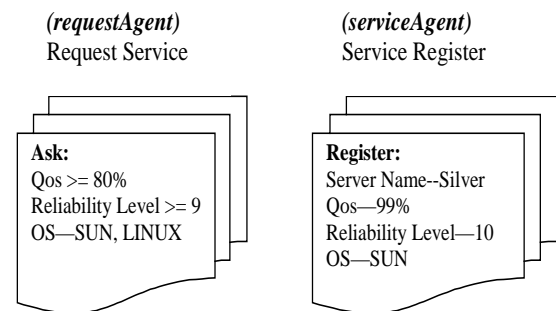 (requestAgent)
Request Service
Ask:
Qos >= 80%
Reliability Level >= 9
OS—SUN, LINUX
(serviceAgent)
Service Register
Register:
Server Name--Silver
Qos—99%
Reliability Level—10
OS—SUN